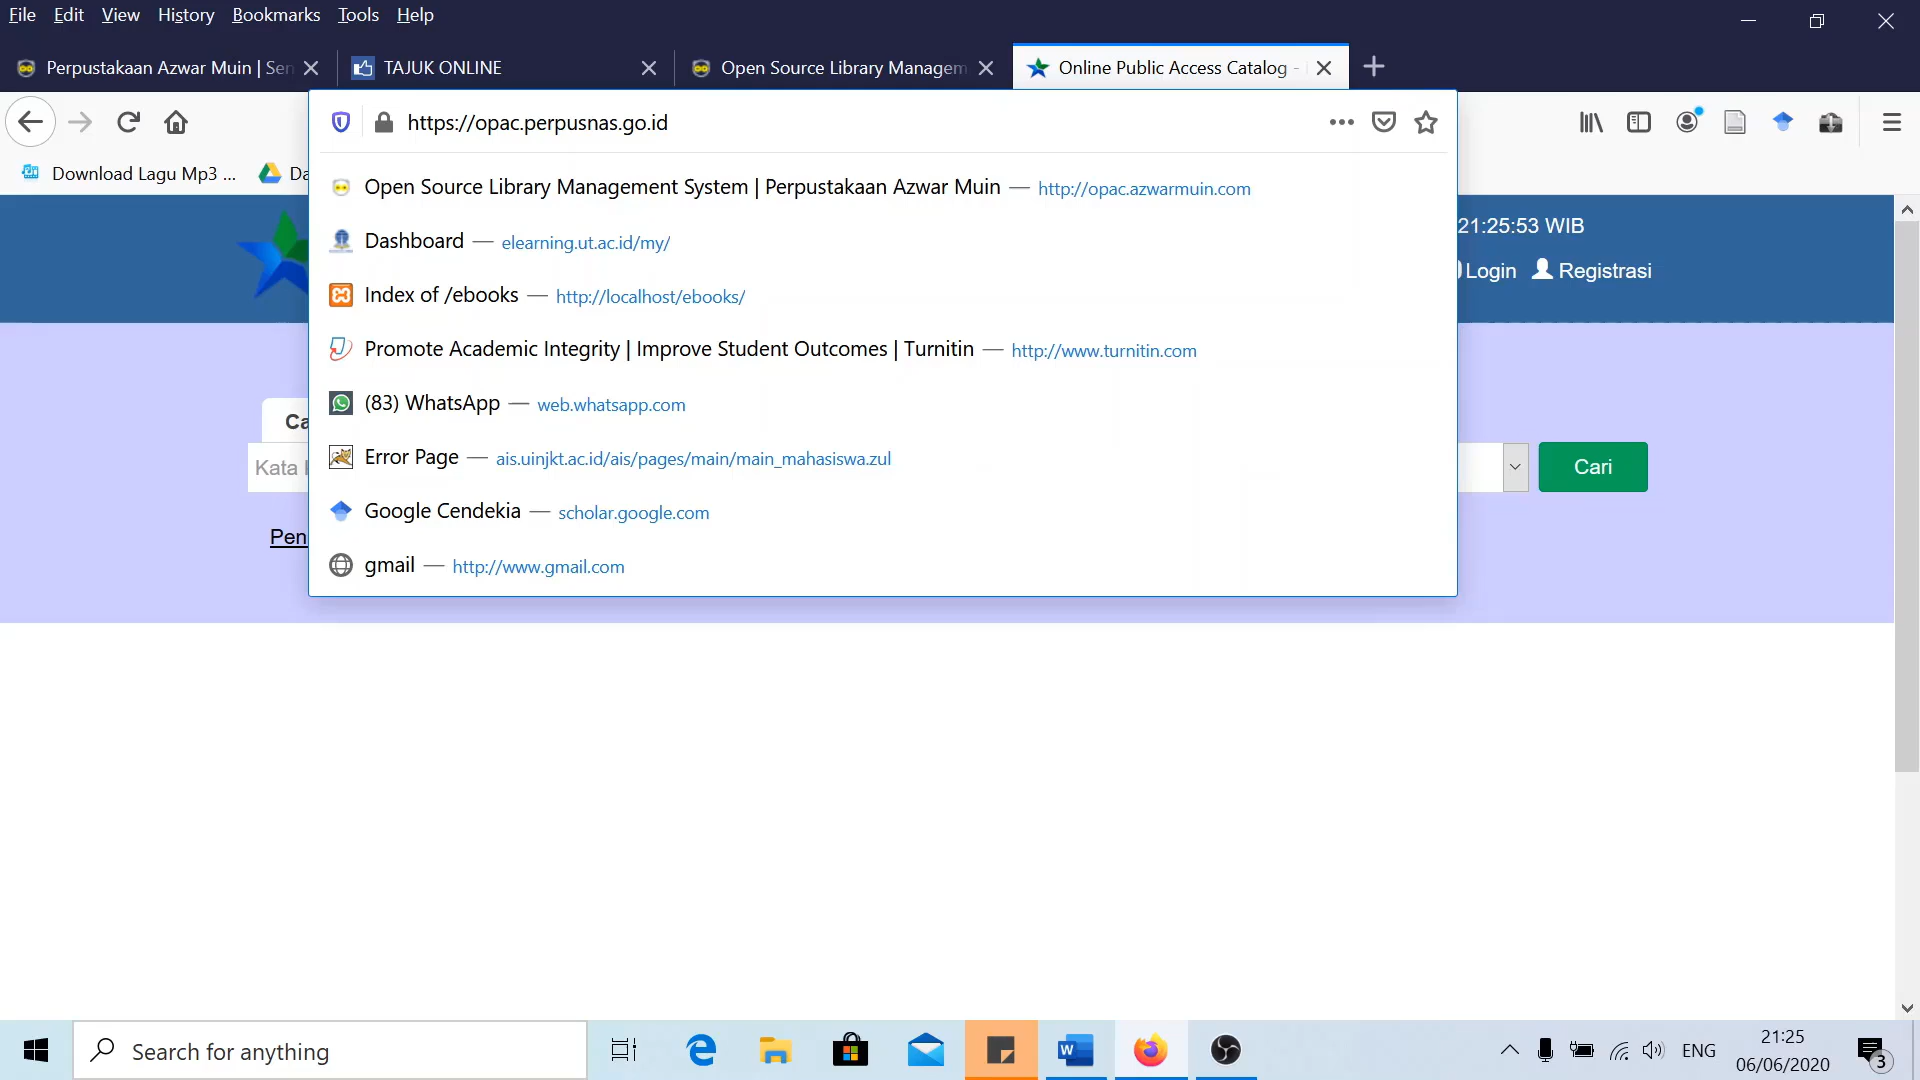 File Edit View History Bookmarks Tools Help
Perpustakaan Azwar Muin | Sen
TAJUK ONLINE
Open Source Library Managem
Online Public Access Catalog -
https://opac.perpusnas.go.id
Download Lagu Mp3 ...
Da
Open Source Library Management System | Perpustakaan Azwar Muin — http://opac.azwarmuin.com
Dashboard — elearning.ut.ac.id/my/
Index of /ebooks — http://localhost/ebooks/
Promote Academic Integrity | Improve Student Outcomes | Turnitin — http://www.turnitin.com
(83) WhatsApp — web.whatsapp.com
Error Page — ais.uinjkt.ac.id/ais/pages/main/main_mahasiswa.zul
Google Cendekia — scholar.google.com
gmail — http://www.gmail.com
21:25:53 WIB
Login Registrasi
Ca
Kata
Cari
Pen
Search for anything
ENG
21:25
06/06/2020
3